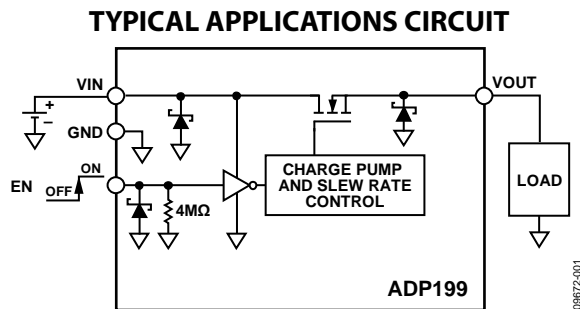 TYPICAL APPLICATIONS CIRCUIT
VIN
VOUT
+
–
GND
EN
OFF
ON
4MΩ
CHARGE PUMP
AND SLEW RATE
CONTROL
LOAD
ADP199
09672-001